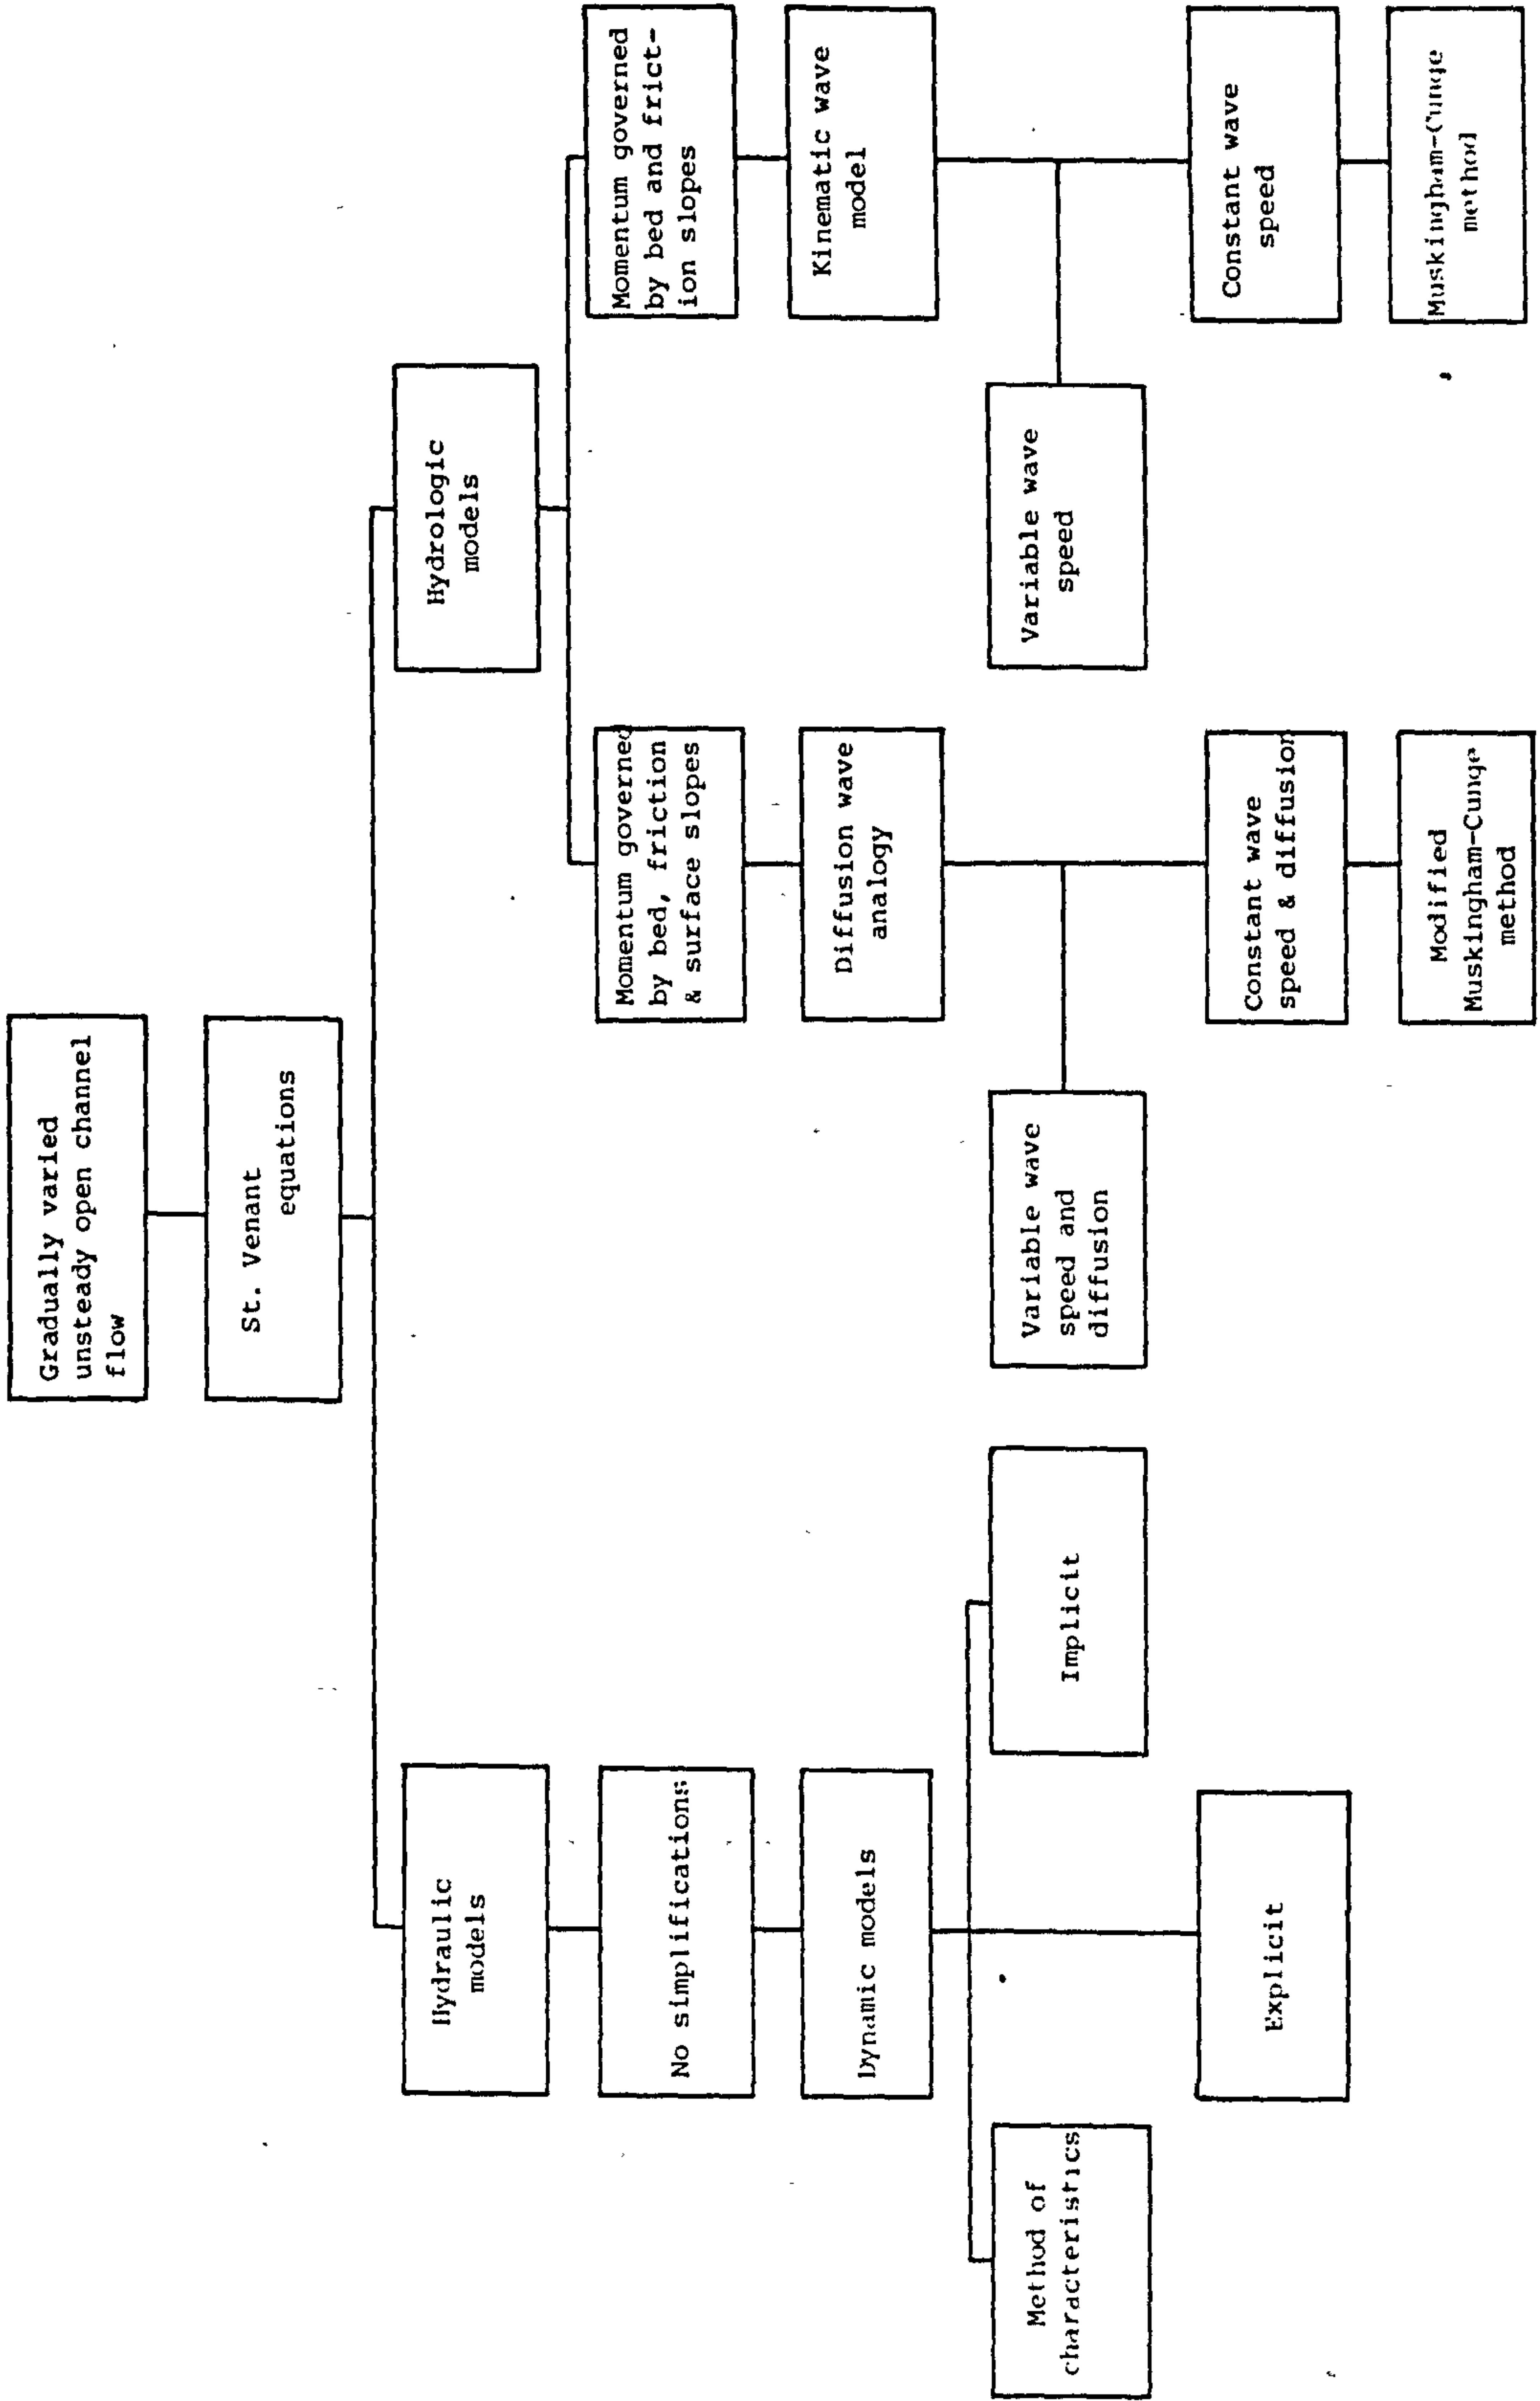 Gradually varied
unsteady open channel
flow
St. Venant
equations
Hydraulic
models
Hydrologic
models
No simplifications
Momentum governed
by bed, friction
& surface slopes
Momentum governed
by bed and frict-
ion slopes
Dynamic models
Diffusion wave
analogy
Kinematic wave
model
Method of
characteristics
Implicit
Variable wave
speed and
diffusion
Variable wave
speed
Explicit
Constant wave
speed & diffusion
Constant wave
speed
Modified
Muskingham-Cunge
method
Muskingham-Cunge
method